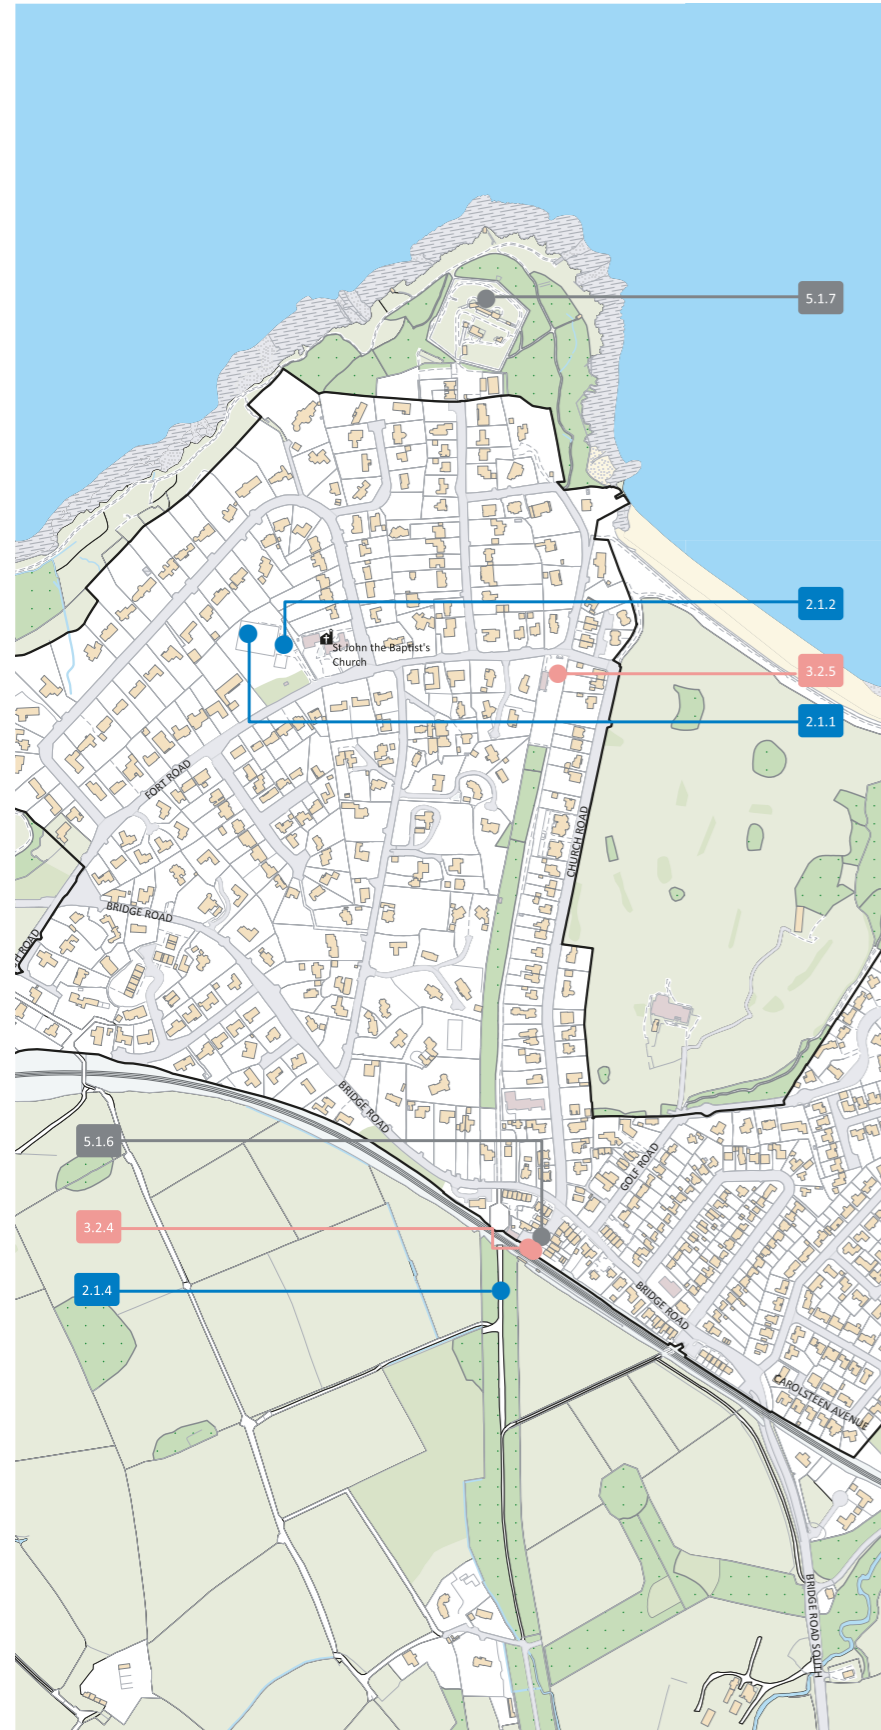 5.1.7
2.1.2
St John the Baptist's
Church
3.2.5
2.1.1
FORT ROAD
CHURCH ROAD
BRIDGE ROAD
H ROAD
BRIDGE ROAD
5.1.6
GOLF ROAD
3.2.4
2.1.4
BRIDGE ROAD
CAROLSTEEN AVENUE
BRIDGE ROAD SOUTH